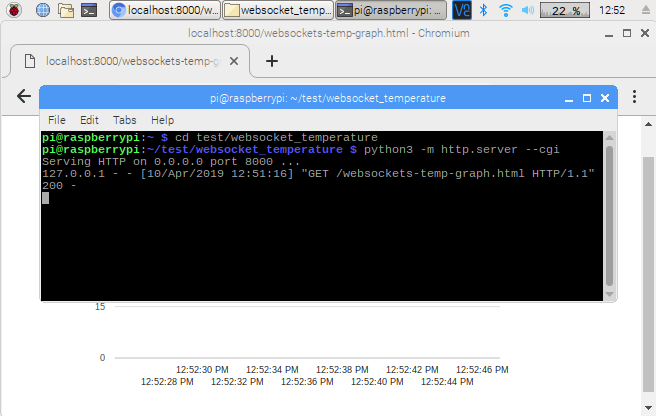 localhost:8000/w...
websocket_temp...
pi@raspberrypi: ...
22 %
12:52
localhost:8000/websockets-temp-graph.html - Chromium
localhost:8000/websockets-temp-g
pi@raspberrypi: ~/test/websocket_temperature
File Edit Tabs Help
pi@raspberrypi:~ $ cd test/websocket_temperature
pi@raspberrypi:~/test/websocket_temperature $ python3 -m http.server --cgi
Serving HTTP on 0.0.0.0 port 8000 ...
127.0.0.1 - - [10/Apr/2019 12:51:16] "GET /websockets-temp-graph.html HTTP/1.1"
200 -
15
0
12:52:30 PM 12:52:34 PM 12:52:38 PM 12:52:42 PM 12:52:46 PM
12:52:28 PM 12:52:32 PM 12:52:36 PM 12:52:40 PM 12:52:44 PM